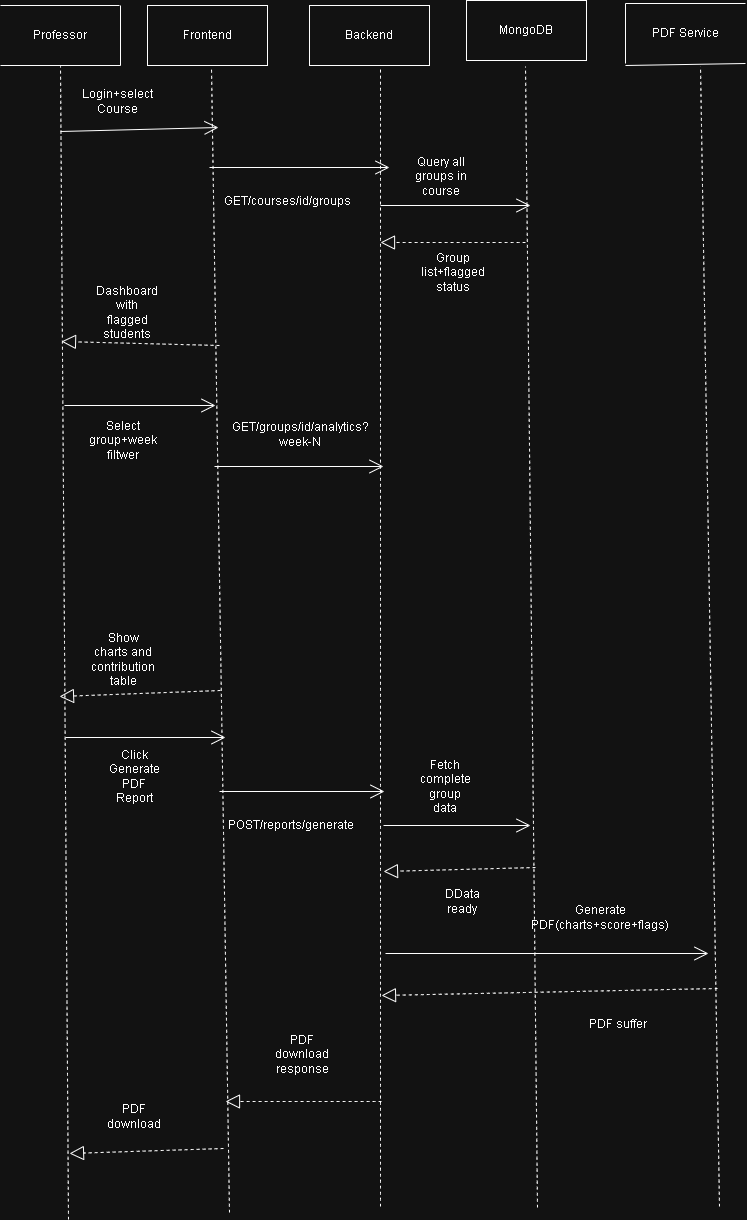 Professor
Frontend
Backend
MongoDB
PDF Service
Login+select
Course
Query all
groups in
course
GET/courses/id/groups
Group
list+flagged
status
Dashboard
with
flagged
students
Select
group+week
filtwer
GET/groups/id/analytics?
week-N
Show
charts and
contribution
table
Click
Generate
PDF
Report
Fetch
complete
group
data
POST/reports/generate
DData
ready
Generate
PDF(charts+score+flags)
PDF suffer
PDF
download
response
PDF
download